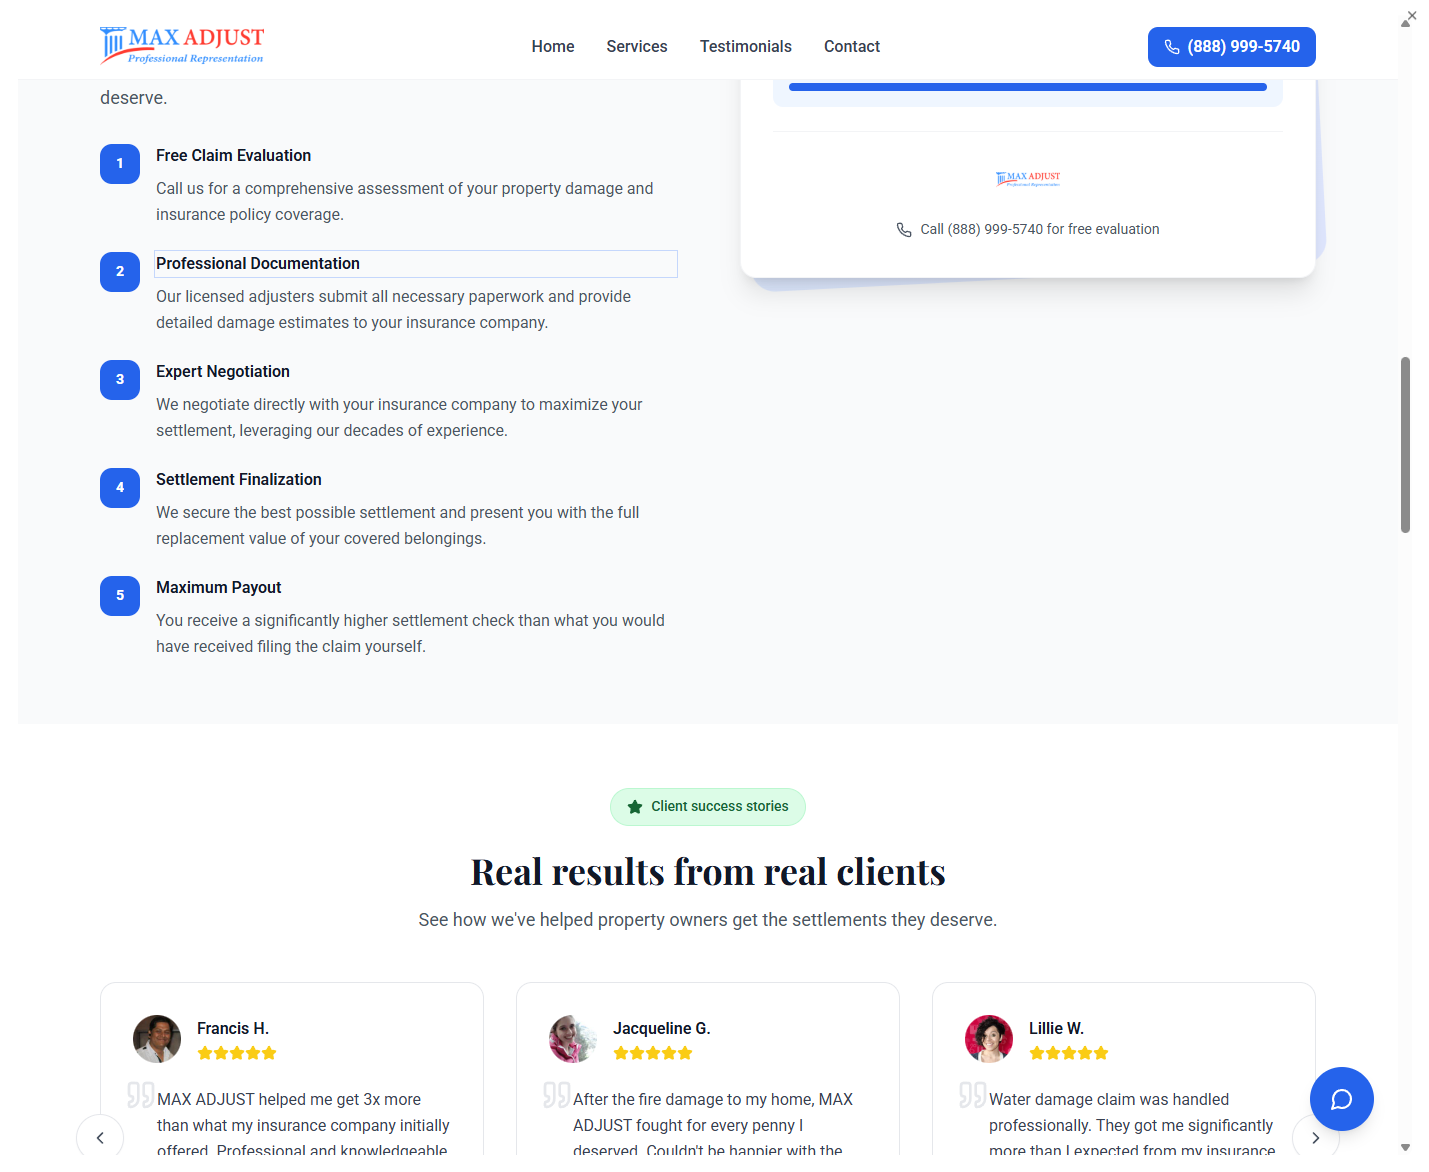 MAX ADJUST
Professional Representation
Home
Services
Testimonials
Contact
(888) 999-5740
deserve.
1
Free Claim Evaluation
Call us for a comprehensive assessment of your property damage and
insurance policy coverage.
2
Professional Documentation
Our licensed adjusters submit all necessary paperwork and provide
detailed damage estimates to your insurance company.
3
Expert Negotiation
We negotiate directly with your insurance company to maximize your
settlement, leveraging our decades of experience.
4
Settlement Finalization
We secure the best possible settlement and present you with the full
replacement value of your covered belongings.
5
Maximum Payout
You receive a significantly higher settlement check than what you would
have received filing the claim yourself.
MAX ADJUST
Professional Representation
Call (888) 999-5740 for free evaluation
Client success stories
Real results from real clients
See how we've helped property owners get the settlements they deserve.
Francis H.
MAX ADJUST helped me get 3x more
than what my insurance company initially
offered. Professional and knowledgeable
Jacqueline G.
After the fire damage to my home, MAX
ADJUST fought for every penny I
deserved. Couldn't be happier with the
Lillie W.
Water damage claim was handled
professionally. They got me significantly
more than I expected from my insurance